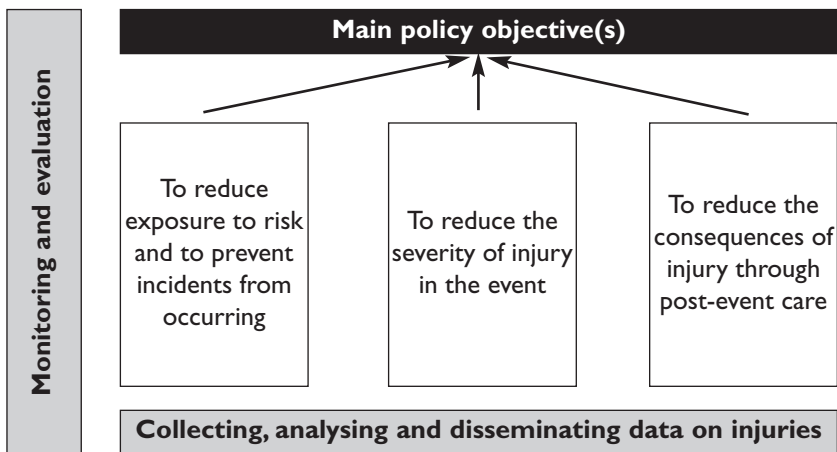 Main policy objective(s)
Monitoring and evaluation
To reduce
exposure to risk
and to prevent
incidents from
occurring
To reduce the
severity of injury
in the event
To reduce the
consequences of
injury through
post-event care
Collecting, analysing and disseminating data on injuries